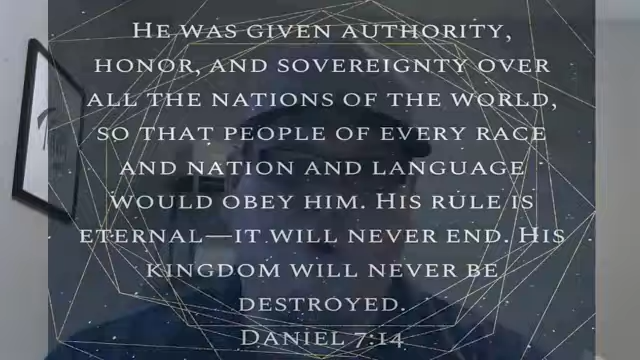 He was given authority,
honor, and sovereignty over
all the nations of the world,
so that people of every race
and nation and language
would obey him. His rule is
eternal—it will never end. His
kingdom will never be
destroyed.
Daniel 7:14